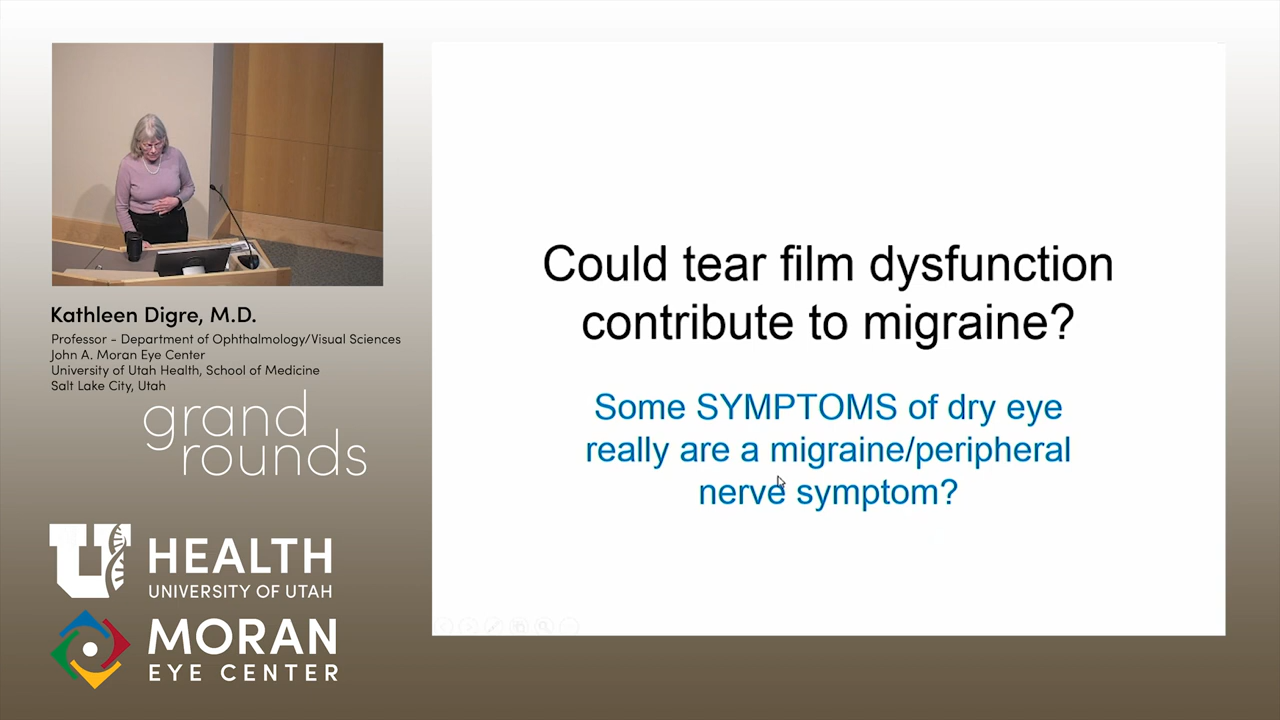 Kathleen Digre, M.D.
Professor - Department of Ophthalmology/Visual Sciences
John A. Moran Eye Center
University of Utah Health, School of Medicine
Salt Lake City, Utah
grand
rounds
U HEALTH
UNIVERSITY OF UTAH
MORAN
EYE CENTER
Could tear film dysfunction
contribute to migraine?
Some SYMPTOMS of dry eye
really are a migraine/peripheral
nerve symptom?